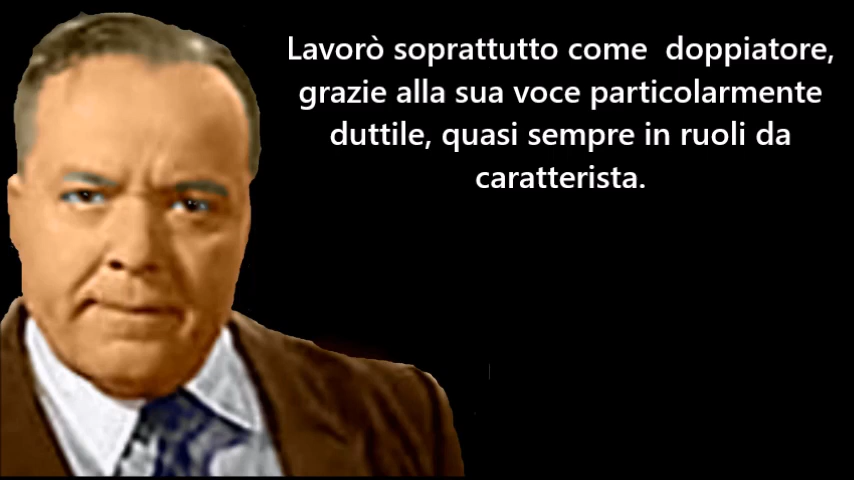 Lavorò soprattutto come  doppiatore,
grazie alla sua voce particolarmente
duttile, quasi sempre in ruoli da
caratterista.